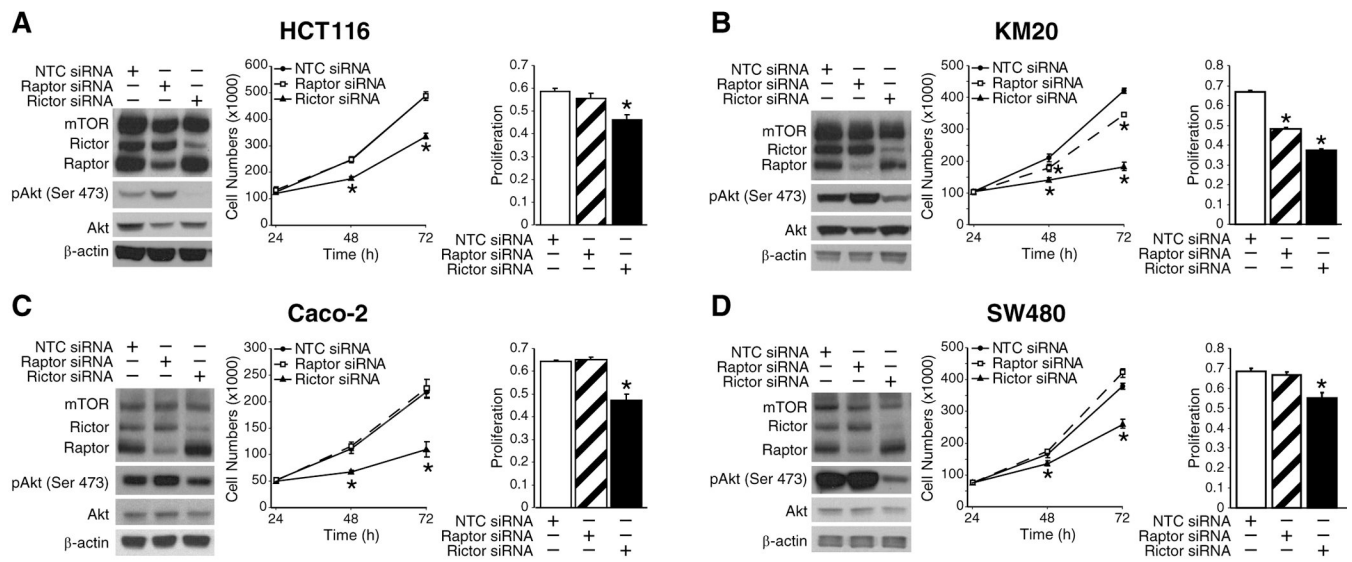 A
HCT116
NTC siRNA + – –
Raptor siRNA – + –
Rictor siRNA – – +
mTOR
Rictor
Raptor
pAkt (Ser 473)
Akt
β-actin
Cell Numbers (x1000)
600
500
400
300
200
100
0
24 48 72
Time (h)
NTC siRNA
Raptor siRNA
Rictor siRNA
* *
Proliferation
0.7
0.6
0.5
0.4
0.3
0.2
0.1
0
*
NTC siRNA + – –
Raptor siRNA – + –
Rictor siRNA – – +
B
KM20
NTC siRNA + – –
Raptor siRNA – + –
Rictor siRNA – – +
mTOR
Rictor
Raptor
pAkt (Ser 473)
Akt
β-actin
Cell Numbers (x1000)
500
400
300
200
100
0
24 48 72
Time (h)
NTC siRNA
Raptor siRNA
Rictor siRNA
* * * *
Proliferation
0.8
0.7
0.6
0.5
0.4
0.3
0.2
0.1
0
* *
NTC siRNA + – –
Raptor siRNA – + –
Rictor siRNA – – +
C
Caco-2
NTC siRNA + – –
Raptor siRNA – + –
Rictor siRNA – – +
mTOR
Rictor
Raptor
pAkt (Ser 473)
Akt
β-actin
Cell Numbers (x1000)
300
250
200
150
100
50
0
24 48 72
Time (h)
NTC siRNA
Raptor siRNA
Rictor siRNA
* *
Proliferation
0.7
0.6
0.5
0.4
0.3
0.2
0.1
0
*
NTC siRNA + – –
Raptor siRNA – + –
Rictor siRNA – – +
D
SW480
NTC siRNA + – –
Raptor siRNA – + –
Rictor siRNA – – +
mTOR
Rictor
Raptor
pAkt (Ser 473)
Akt
β-actin
Cell Numbers (x1000)
500
400
300
200
100
0
24 48 72
Time (h)
NTC siRNA
Raptor siRNA
Rictor siRNA
* *
Proliferation
0.8
0.7
0.6
0.5
0.4
0.3
0.2
0.1
0
*
NTC siRNA + – –
Raptor siRNA – + –
Rictor siRNA – – +